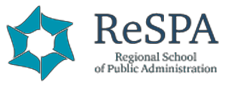 ReSPA
Regional School
of Public Administration